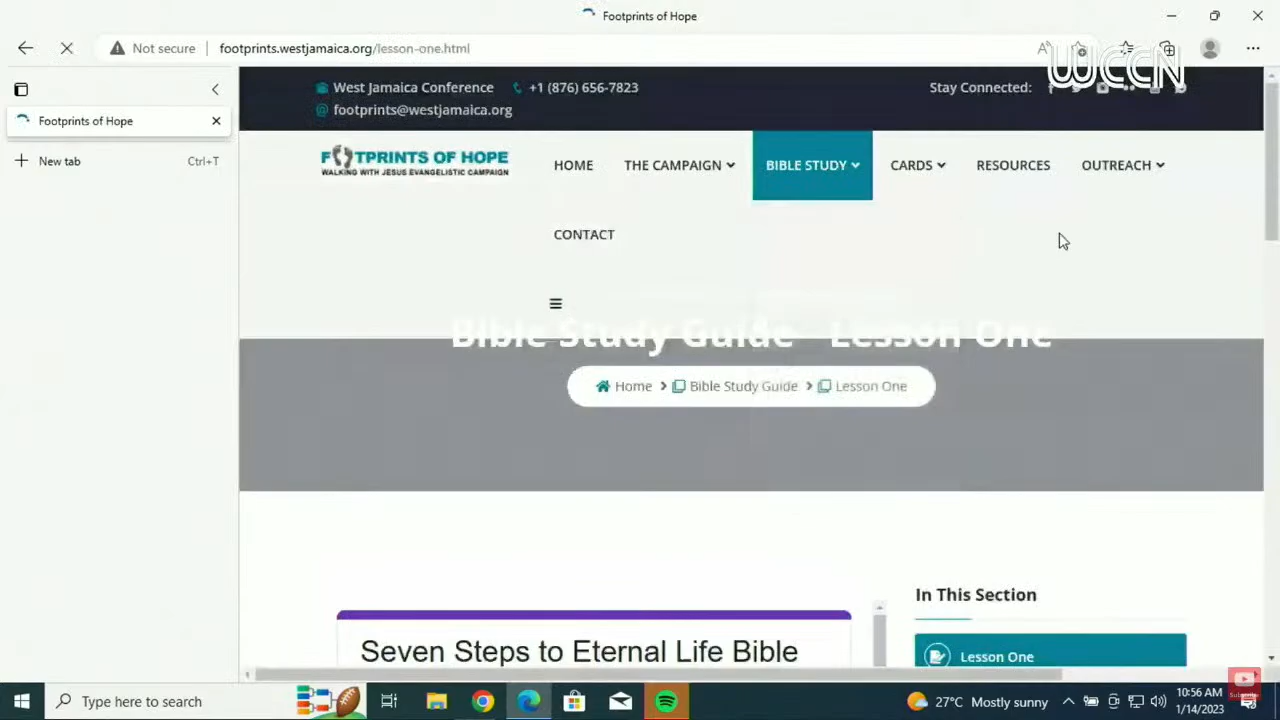 Footprints of Hope
Not secure
footprints.westjamaica.org/lesson-one.html
WCCN
Footprints of Hope
New tab
Ctrl+T
West Jamaica Conference
+1 (876) 656-7823
Stay Connected:
footprints@westjamaica.org
FOOTPRINTS OF HOPE
WALKING WITH JESUS EVANGELISTIC CAMPAIGN
HOME
THE CAMPAIGN
BIBLE STUDY
CARDS
RESOURCES
OUTREACH
CONTACT
Bible Study Guide - Lesson One
Home
Bible Study Guide
Lesson One
In This Section
Seven Steps to Eternal Life Bible
Lesson One
Subscribe
Type here to search
27°C Mostly sunny
10:56 AM
1/14/2023